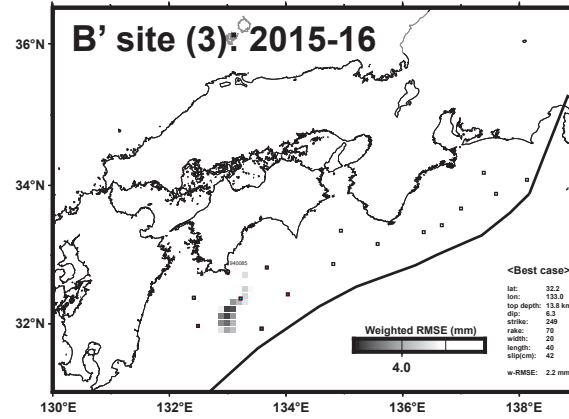 B' site (3): 2015-16
36°N
34°N
32°N
940085
<Best case>
lat: 32.2
lon: 133.0
top depth: 13.8 km
dip: 6.3
strike: 249
rake: 70
width: 20
length: 40
slip(cm) 42
w-RMSE: 2.2 mm
Weighted RMSE (mm)
4.0
130°E 132°E 134°E 136°E 138°E